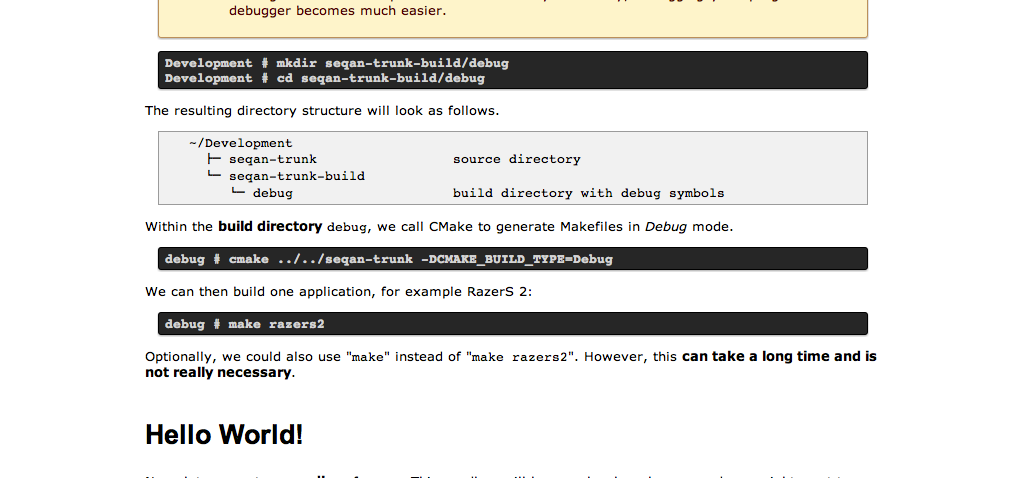 debugger becomes much easier.
Development # mkdir seqan-trunk-build/debug
Development # cd seqan-trunk-build/debug
The resulting directory structure will look as follows.
~/Development
├─ seqan-trunk source directory
└─ seqan-trunk-build
└─ debug build directory with debug symbols
Within the build directory debug, we call CMake to generate Makefiles in Debug mode.
debug # cmake ../../seqan-trunk -DCMAKE_BUILD_TYPE=Debug
We can then build one application, for example RazerS 2:
debug # make razers2
Optionally, we could also use "make" instead of "make razers2". However, this can take a long time and is
not really necessary.
Hello World!